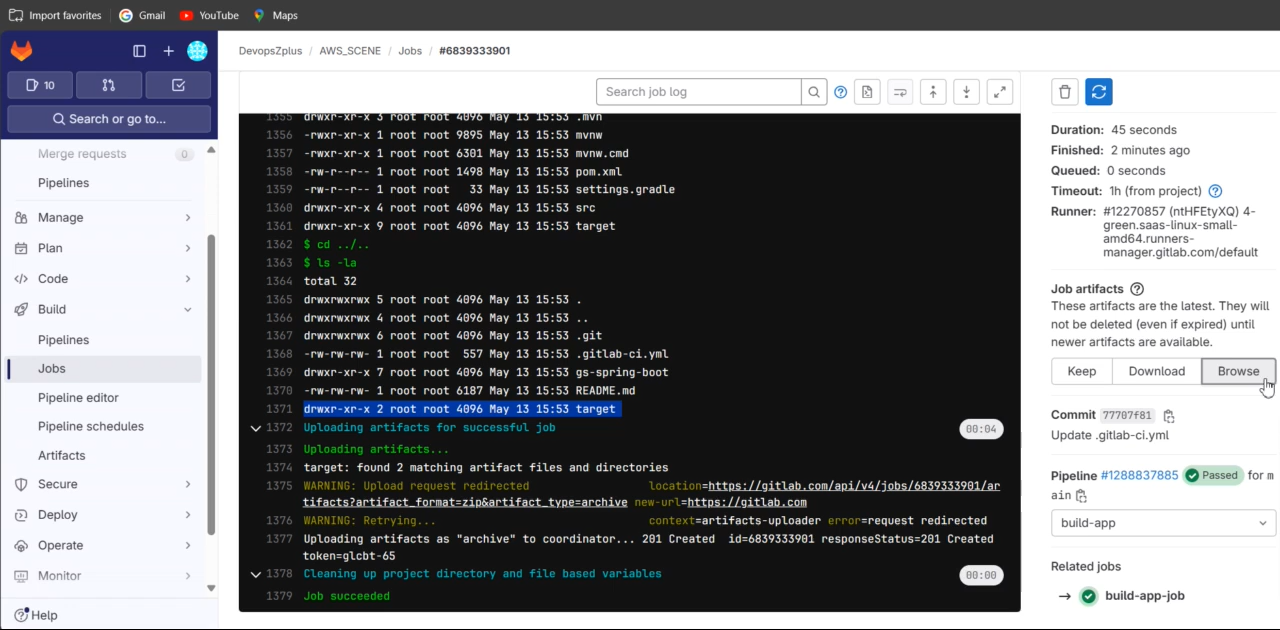 Import favorites
Gmail
YouTube
Maps
10
Search or go to...
Merge requests 0
Pipelines
Manage
Plan
Code
Build
Pipelines
Jobs
Pipeline editor
Pipeline schedules
Artifacts
Secure
Deploy
Operate
Monitor
Help
DevopsZplus / AWS_SCENE / Jobs / #6839333901
Search job log
1355 drwxr-xr-x 3 root root 4096 May 13 15:53 .mvn
1356 -rwxr-xr-x 1 root root 9895 May 13 15:53 mvnw
1357 -rwxr-xr-x 1 root root 6301 May 13 15:53 mvnw.cmd
1358 -rw-r--r-- 1 root root 1498 May 13 15:53 pom.xml
1359 -rw-r--r-- 1 root root   33 May 13 15:53 settings.gradle
1360 drwxr-xr-x 4 root root 4096 May 13 15:53 src
1361 drwxr-xr-x 9 root root 4096 May 13 15:53 target
1362 $ cd ../..
1363 $ ls -la
1364 total 32
1365 drwxrwxrwx 5 root root 4096 May 13 15:53 .
1366 drwxrwxrwx 4 root root 4096 May 13 15:53 ..
1367 drwxrwxrwx 6 root root 4096 May 13 15:53 .git
1368 -rw-rw-rw- 1 root root  557 May 13 15:53 .gitlab-ci.yml
1369 drwxr-xr-x 7 root root 4096 May 13 15:53 gs-spring-boot
1370 -rw-rw-rw- 1 root root 6187 May 13 15:53 README.md
1371 drwxr-xr-x 2 root root 4096 May 13 15:53 target
1372 Uploading artifacts for successful job 00:04
1373 Uploading artifacts...
1374 target: found 2 matching artifact files and directories
1375 WARNING: Upload request redirected location=https://gitlab.com/api/v4/jobs/6839333901/ar
tifacts?artifact_format=zip&artifact_type=archive new-url=https://gitlab.com
1376 WARNING: Retrying... context=artifacts-uploader error=request redirected
1377 Uploading artifacts as "archive" to coordinator... 201 Created  id=6839333901 responseStatus=201 Created
token=glcbt-65
1378 Cleaning up project directory and file based variables 00:00
1379 Job succeeded
Duration: 45 seconds
Finished: 2 minutes ago
Queued: 0 seconds
Timeout: 1h (from project)
Runner: #12270857 (ntHFEtyXQ) 4-
green.saas-linux-small-
amd64.runners-
manager.gitlab.com/default
Job artifacts
These artifacts are the latest. They will
not be deleted (even if expired) until
newer artifacts are available.
Keep Download Browse
Commit 77707f81
Update .gitlab-ci.yml
Pipeline #1288837885 Passed for m
ain
build-app
Related jobs
→ build-app-job